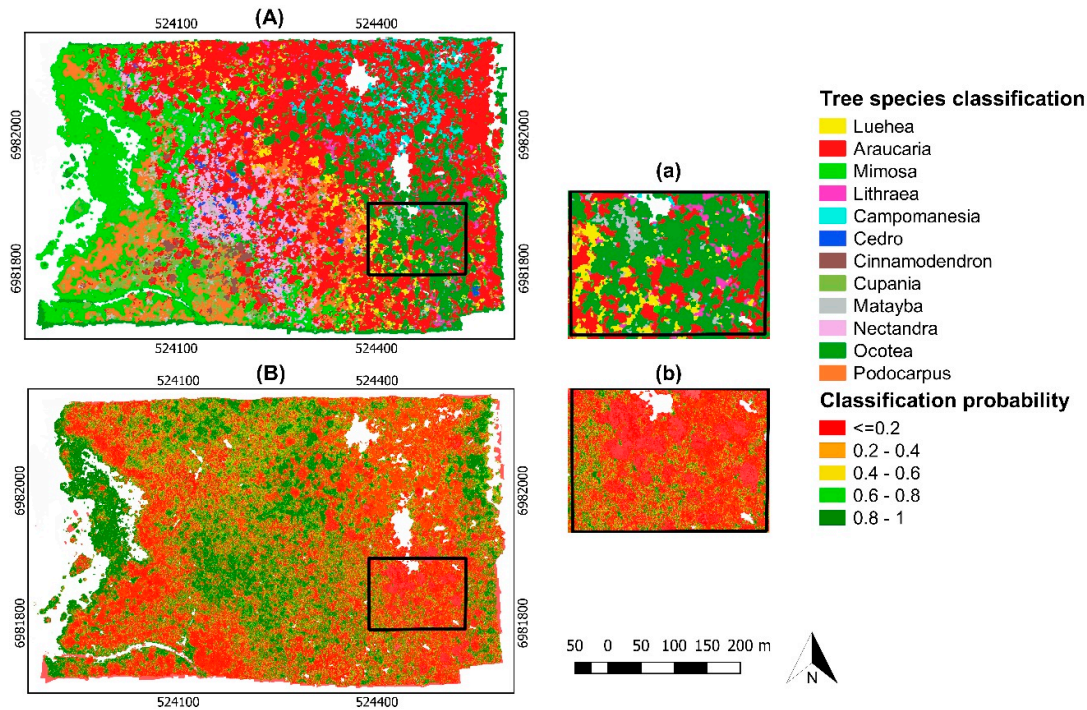 (A)
524100 524400
6982000
6981800
6982000
6981800
524100 524400
(a)
Tree species classification
Luehea
Araucaria
Mimosa
Lithraea
Campomanesia
Cedro
Cinnamodendron
Cupania
Matayba
Nectandra
Ocotea
Podocarpus
(B)
524100 524400
6982000
6981800
6982000
6981800
524100 524400
(b)
Classification probability
<=0.2
0.2 - 0.4
0.4 - 0.6
0.6 - 0.8
0.8 - 1
50 0 50 100 150 200 m
N